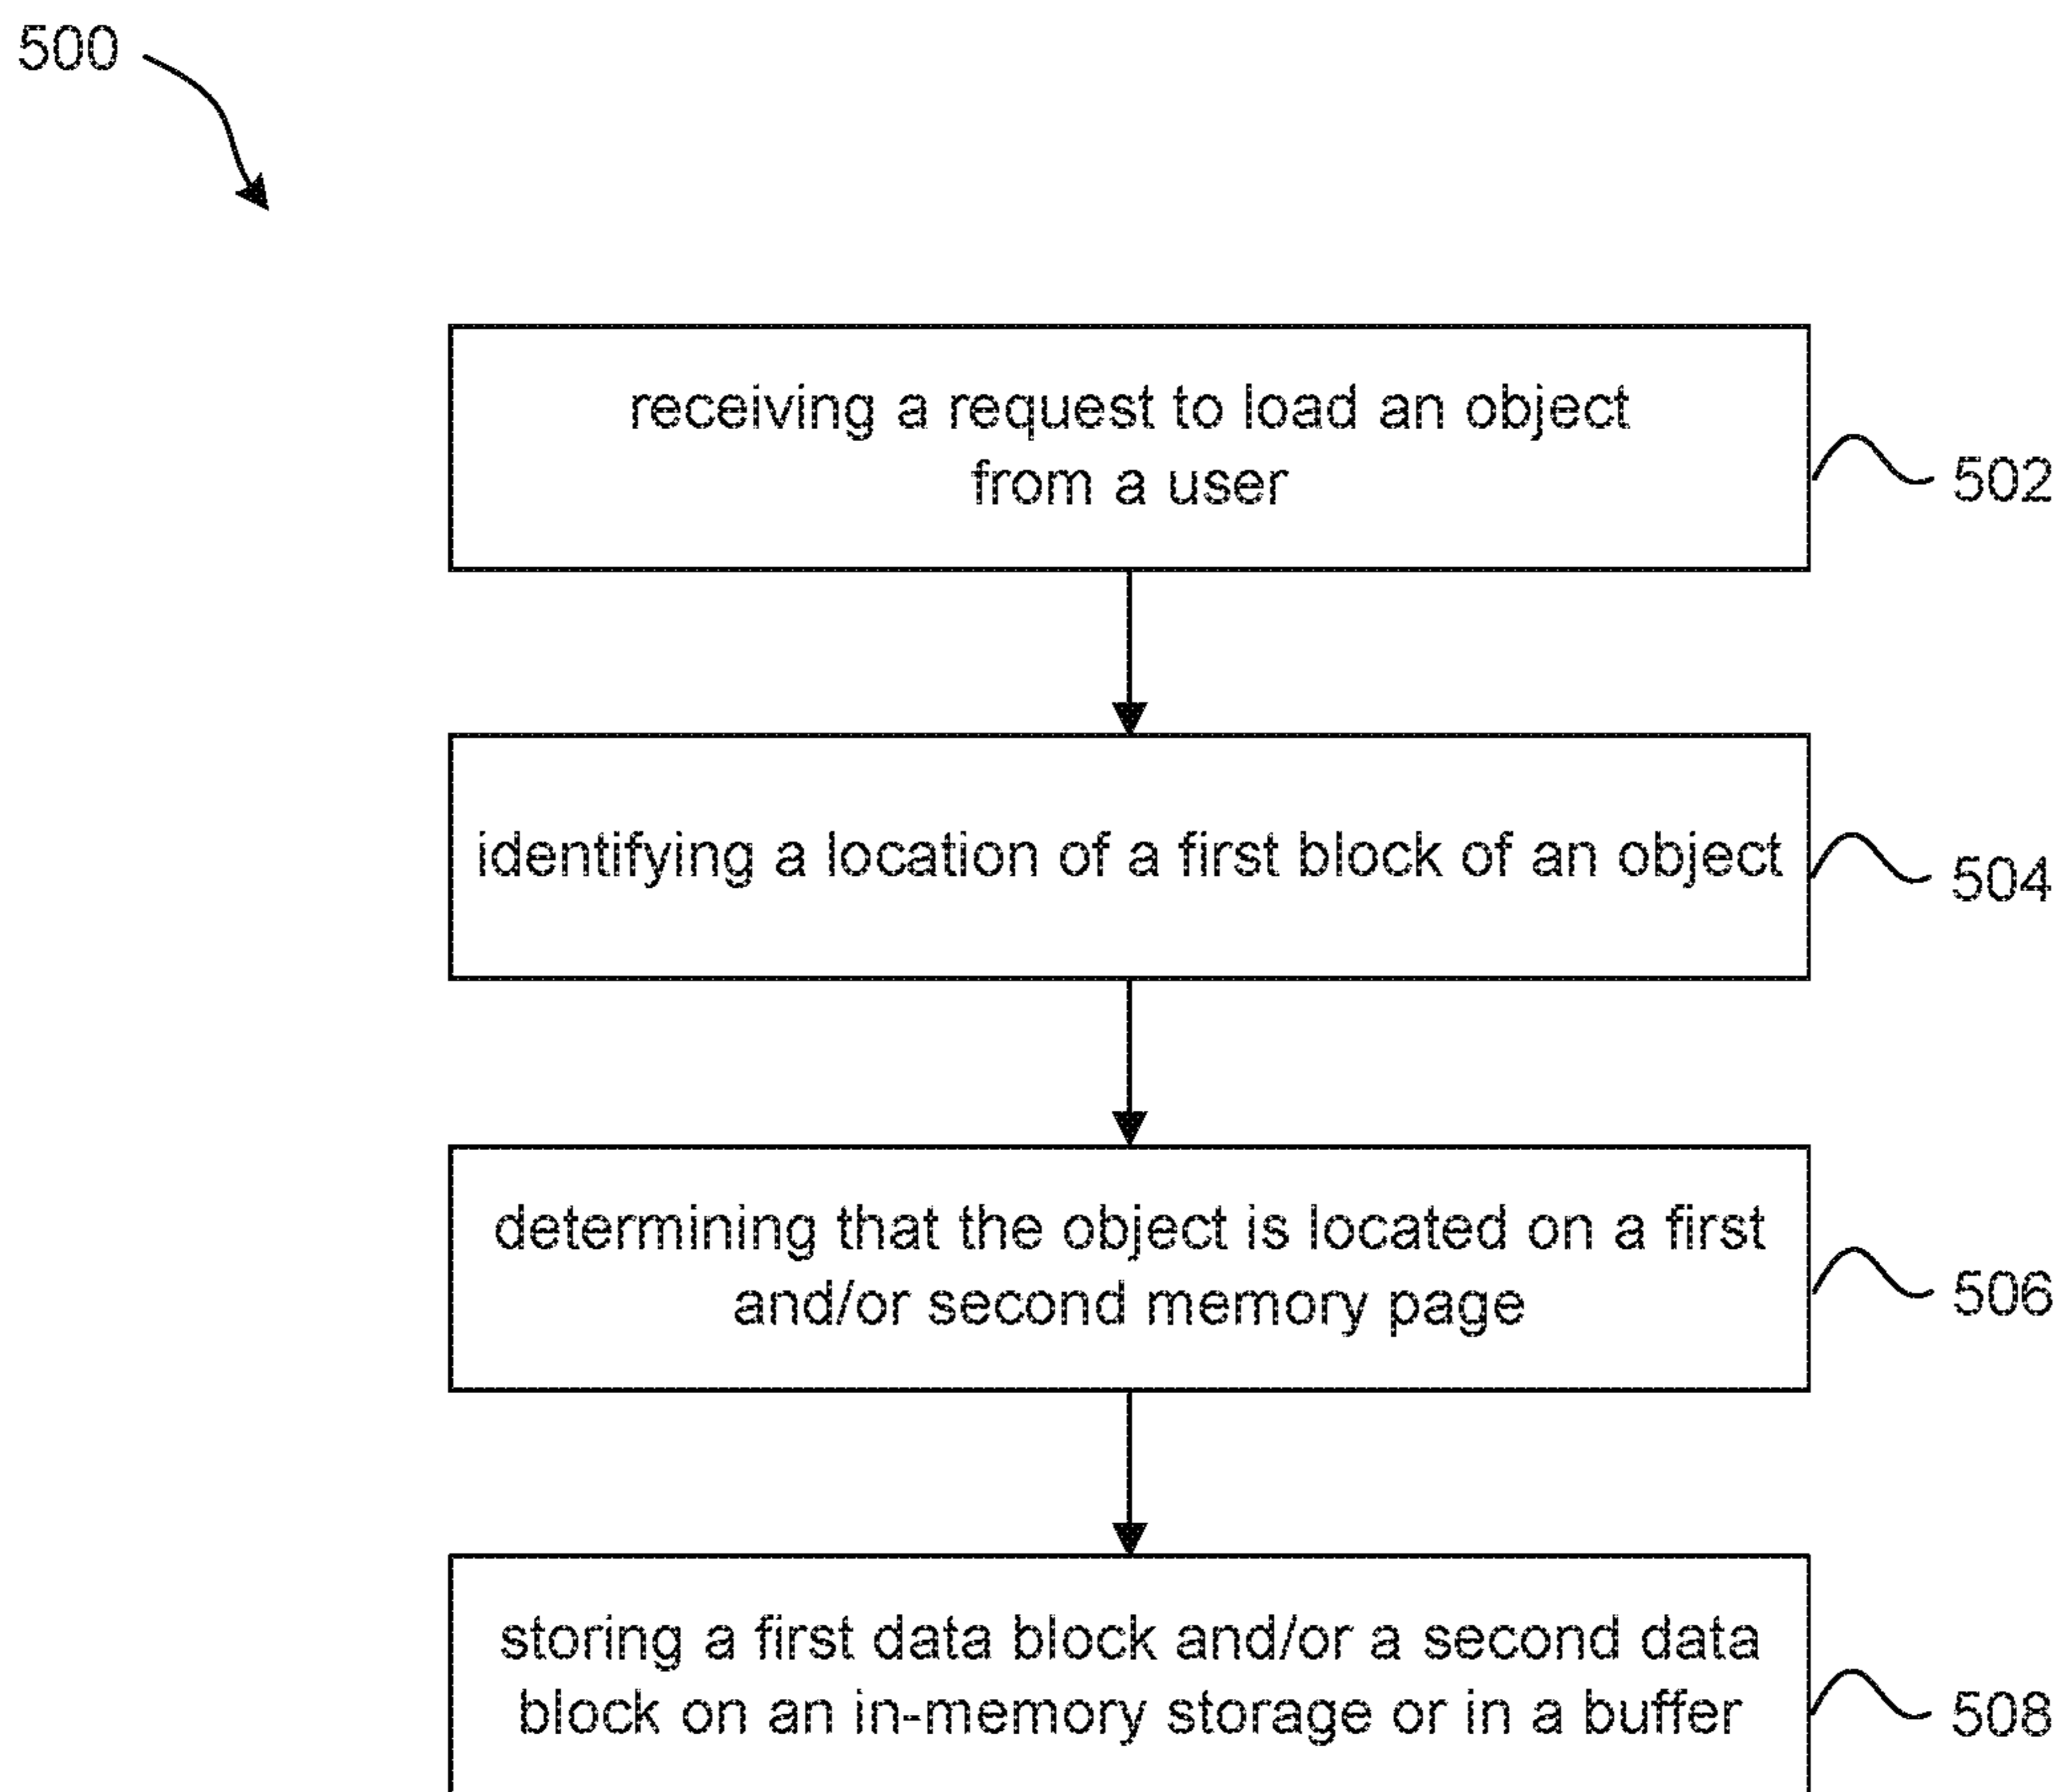 500
receiving a request to load an object
from a user
502
identifying a location of a first block of an object
504
determining that the object is located on a first
and/or second memory page
506
storing a first data block and/or a second data
block on an in-memory storage or in a buffer
508